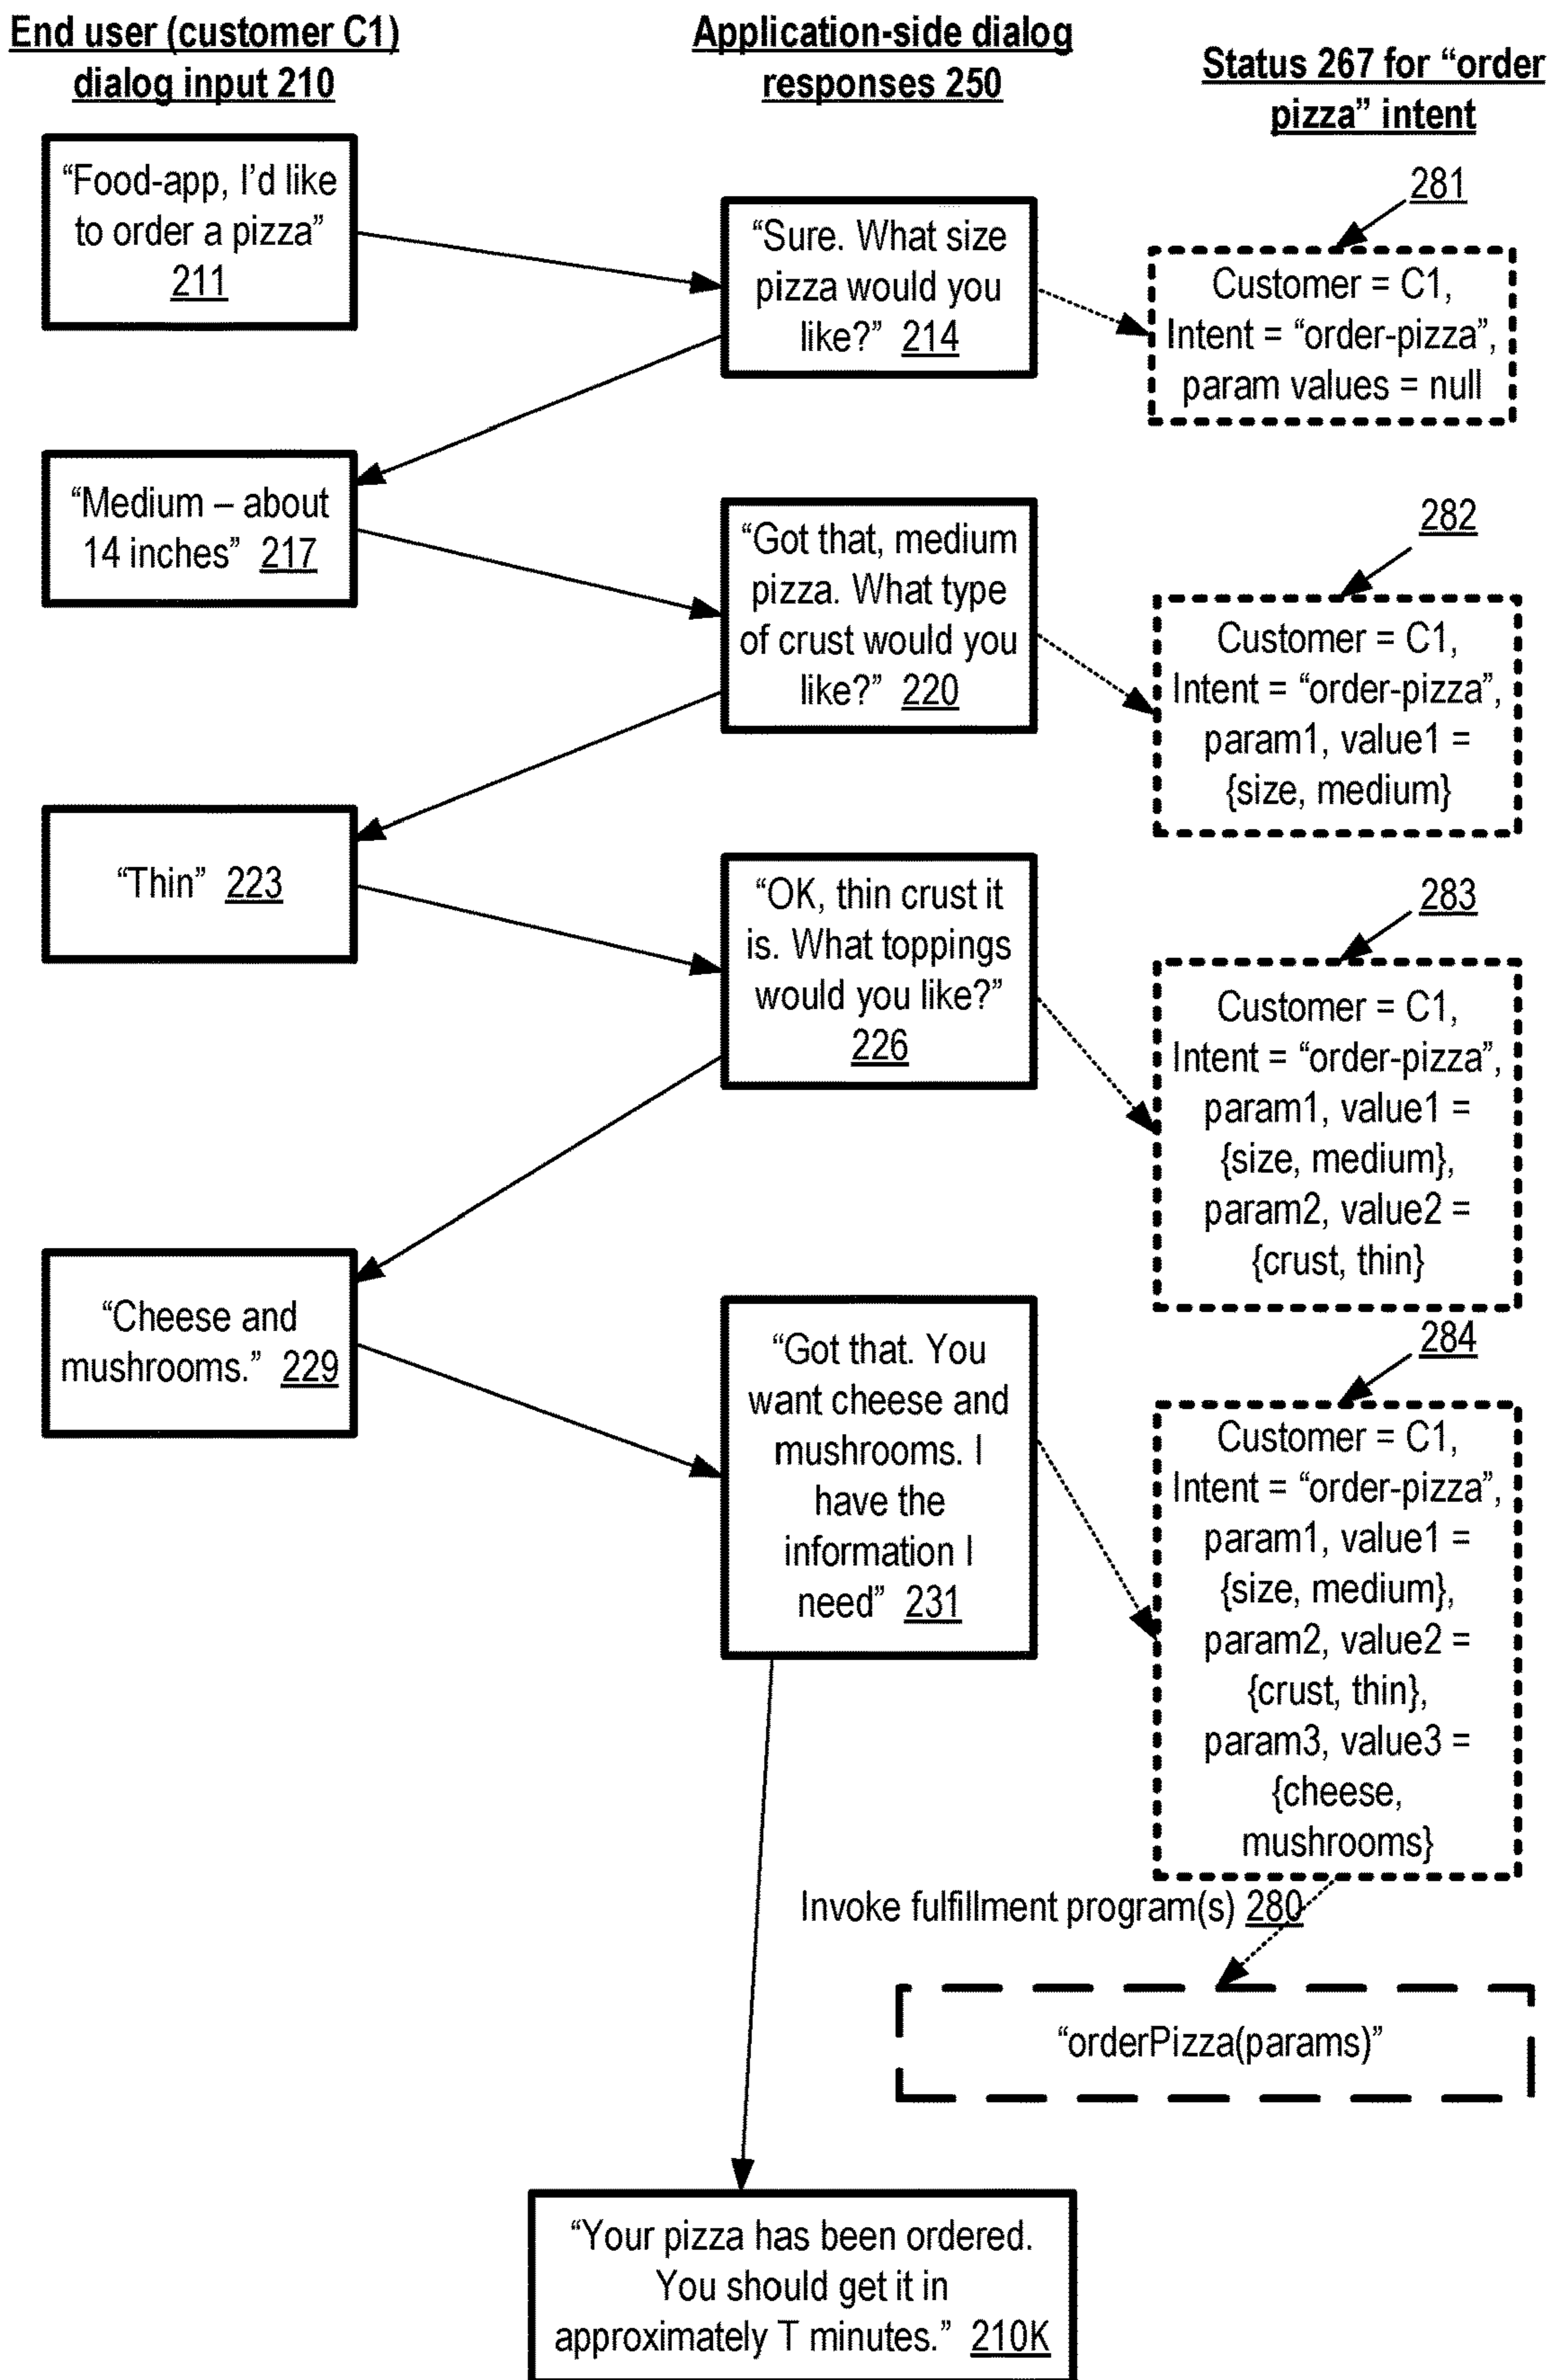 End user (customer C1)
dialog input 210
Application-side dialog
responses 250
Status 267 for “order
pizza” intent
“Food-app, I’d like
to order a pizza”
211
“Sure. What size
pizza would you
like?” 214
281
Customer = C1,
Intent = “order-pizza”,
param values = null
“Medium – about
14 inches” 217
“Got that, medium
pizza. What type
of crust would you
like?” 220
282
Customer = C1,
Intent = “order-pizza”,
param1, value1 =
{size, medium}
“Thin” 223
“OK, thin crust it
is. What toppings
would you like?”
226
283
Customer = C1,
Intent = “order-pizza”,
param1, value1 =
{size, medium},
param2, value2 =
{crust, thin}
“Cheese and
mushrooms.” 229
“Got that. You
want cheese and
mushrooms. I
have the
information I
need” 231
284
Customer = C1,
Intent = “order-pizza”,
param1, value1 =
{size, medium},
param2, value2 =
{crust, thin},
param3, value3 =
{cheese,
mushrooms}
Invoke fulfillment program(s) 280
“orderPizza(params)”
“Your pizza has been ordered.
You should get it in
approximately T minutes.” 210K